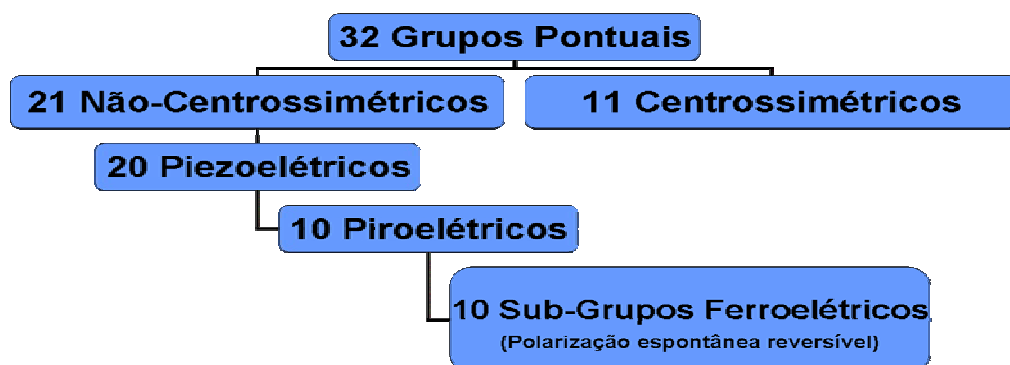 32 Grupos Pontuais
21 Não-Centrossimétricos
11 Centrossimétricos
20 Piezoelétricos
10 Piroelétricos
10 Sub-Grupos Ferroelétricos
(Polarização espontânea reversível)